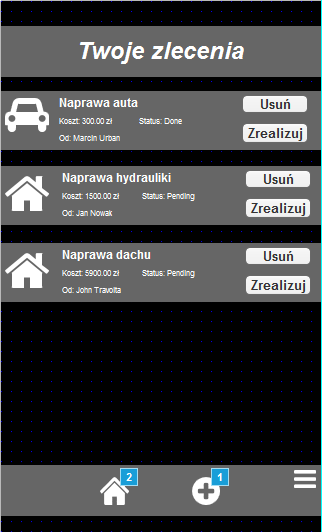 Twoje zlecenia
Naprawa auta
Usuń
Koszt: 300.00 zł Status: Done
Od: Marcin Urban
Zrealizuj
Naprawa hydrauliki
Usuń
Koszt: 1500.00 zł Status: Pending
Od: Jan Nowak
Zrealizuj
Naprawa dachu
Usuń
Koszt: 5900.00 zł Status: Pending
Od: John Travolta
Zrealizuj
2 1